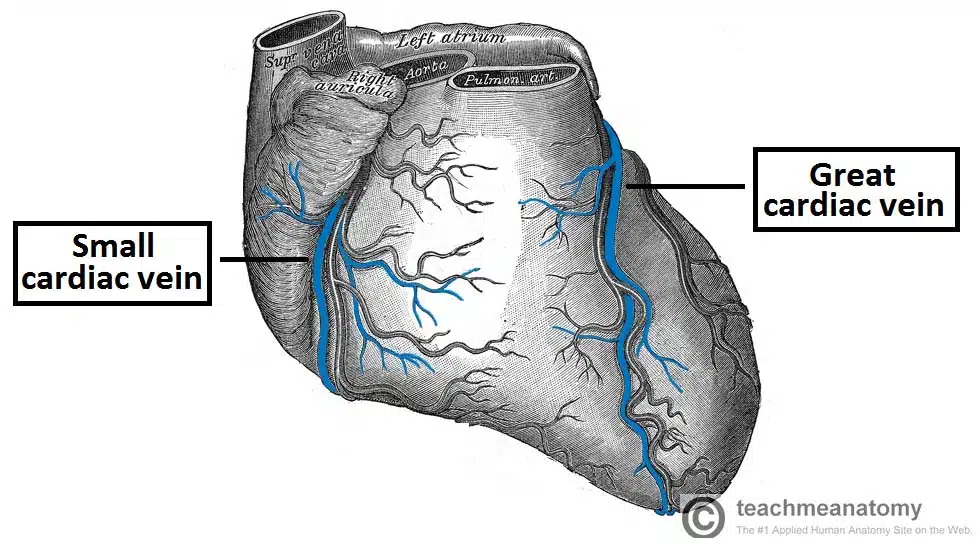 Supr vena
cava
Left atrium
Right
auricula
Aorta
Pulmon. art.
Great
cardiac vein
Small
cardiac vein
©
teachmeanatomy
The #1 Applied Human Anatomy Site on the Web.